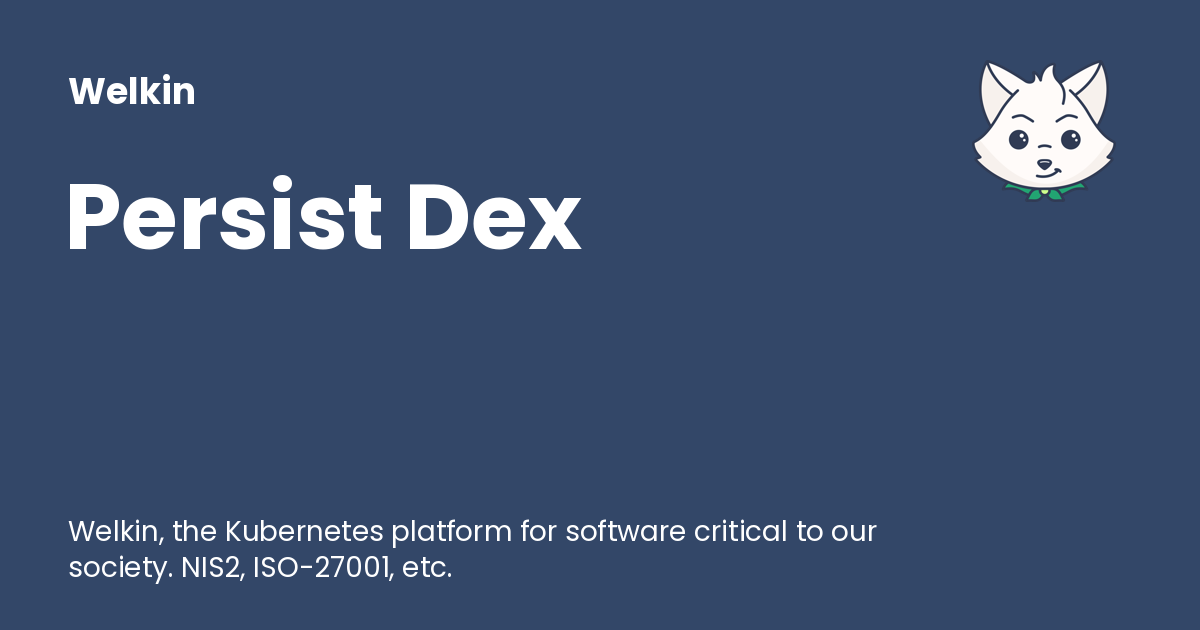 Welkin
Persist Dex
Welkin, the Kubernetes platform for software critical to our
society. NIS2, ISO-27001, etc.